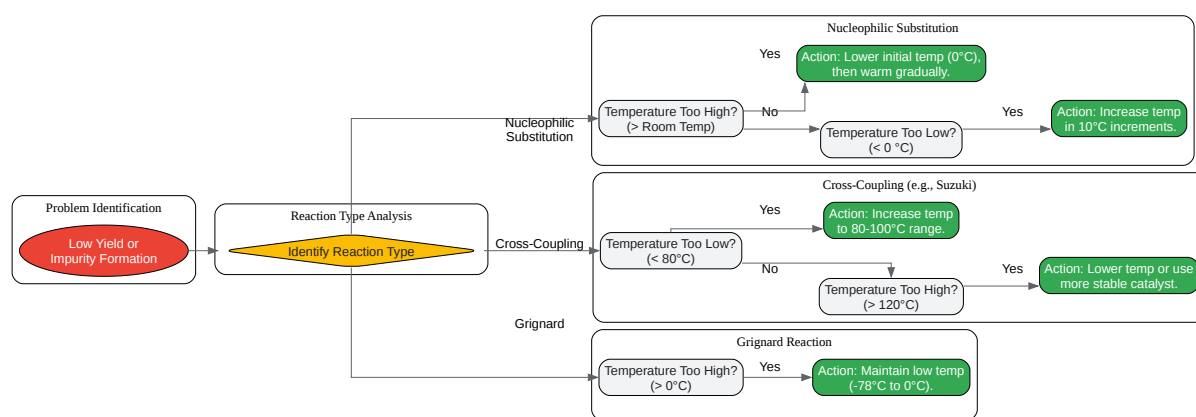 Problem Identification
Low Yield or
Impurity Formation
Reaction Type Analysis
Identify Reaction Type
Nucleophilic
Substitution
Cross-Coupling
Grignard
Nucleophilic Substitution
Temperature Too High?
(> Room Temp)
Yes
Action: Lower initial temp (0°C),
then warm gradually.
No
Temperature Too Low?
(< 0 °C)
Yes
Action: Increase temp
in 10°C increments.
Cross-Coupling (e.g., Suzuki)
Temperature Too Low?
(< 80°C)
Yes
Action: Increase temp
to 80-100°C range.
No
Temperature Too High?
(> 120°C)
Yes
Action: Lower temp or use
more stable catalyst.
Grignard Reaction
Temperature Too High?
(> 0°C)
Yes
Action: Maintain low temp
(-78°C to 0°C).